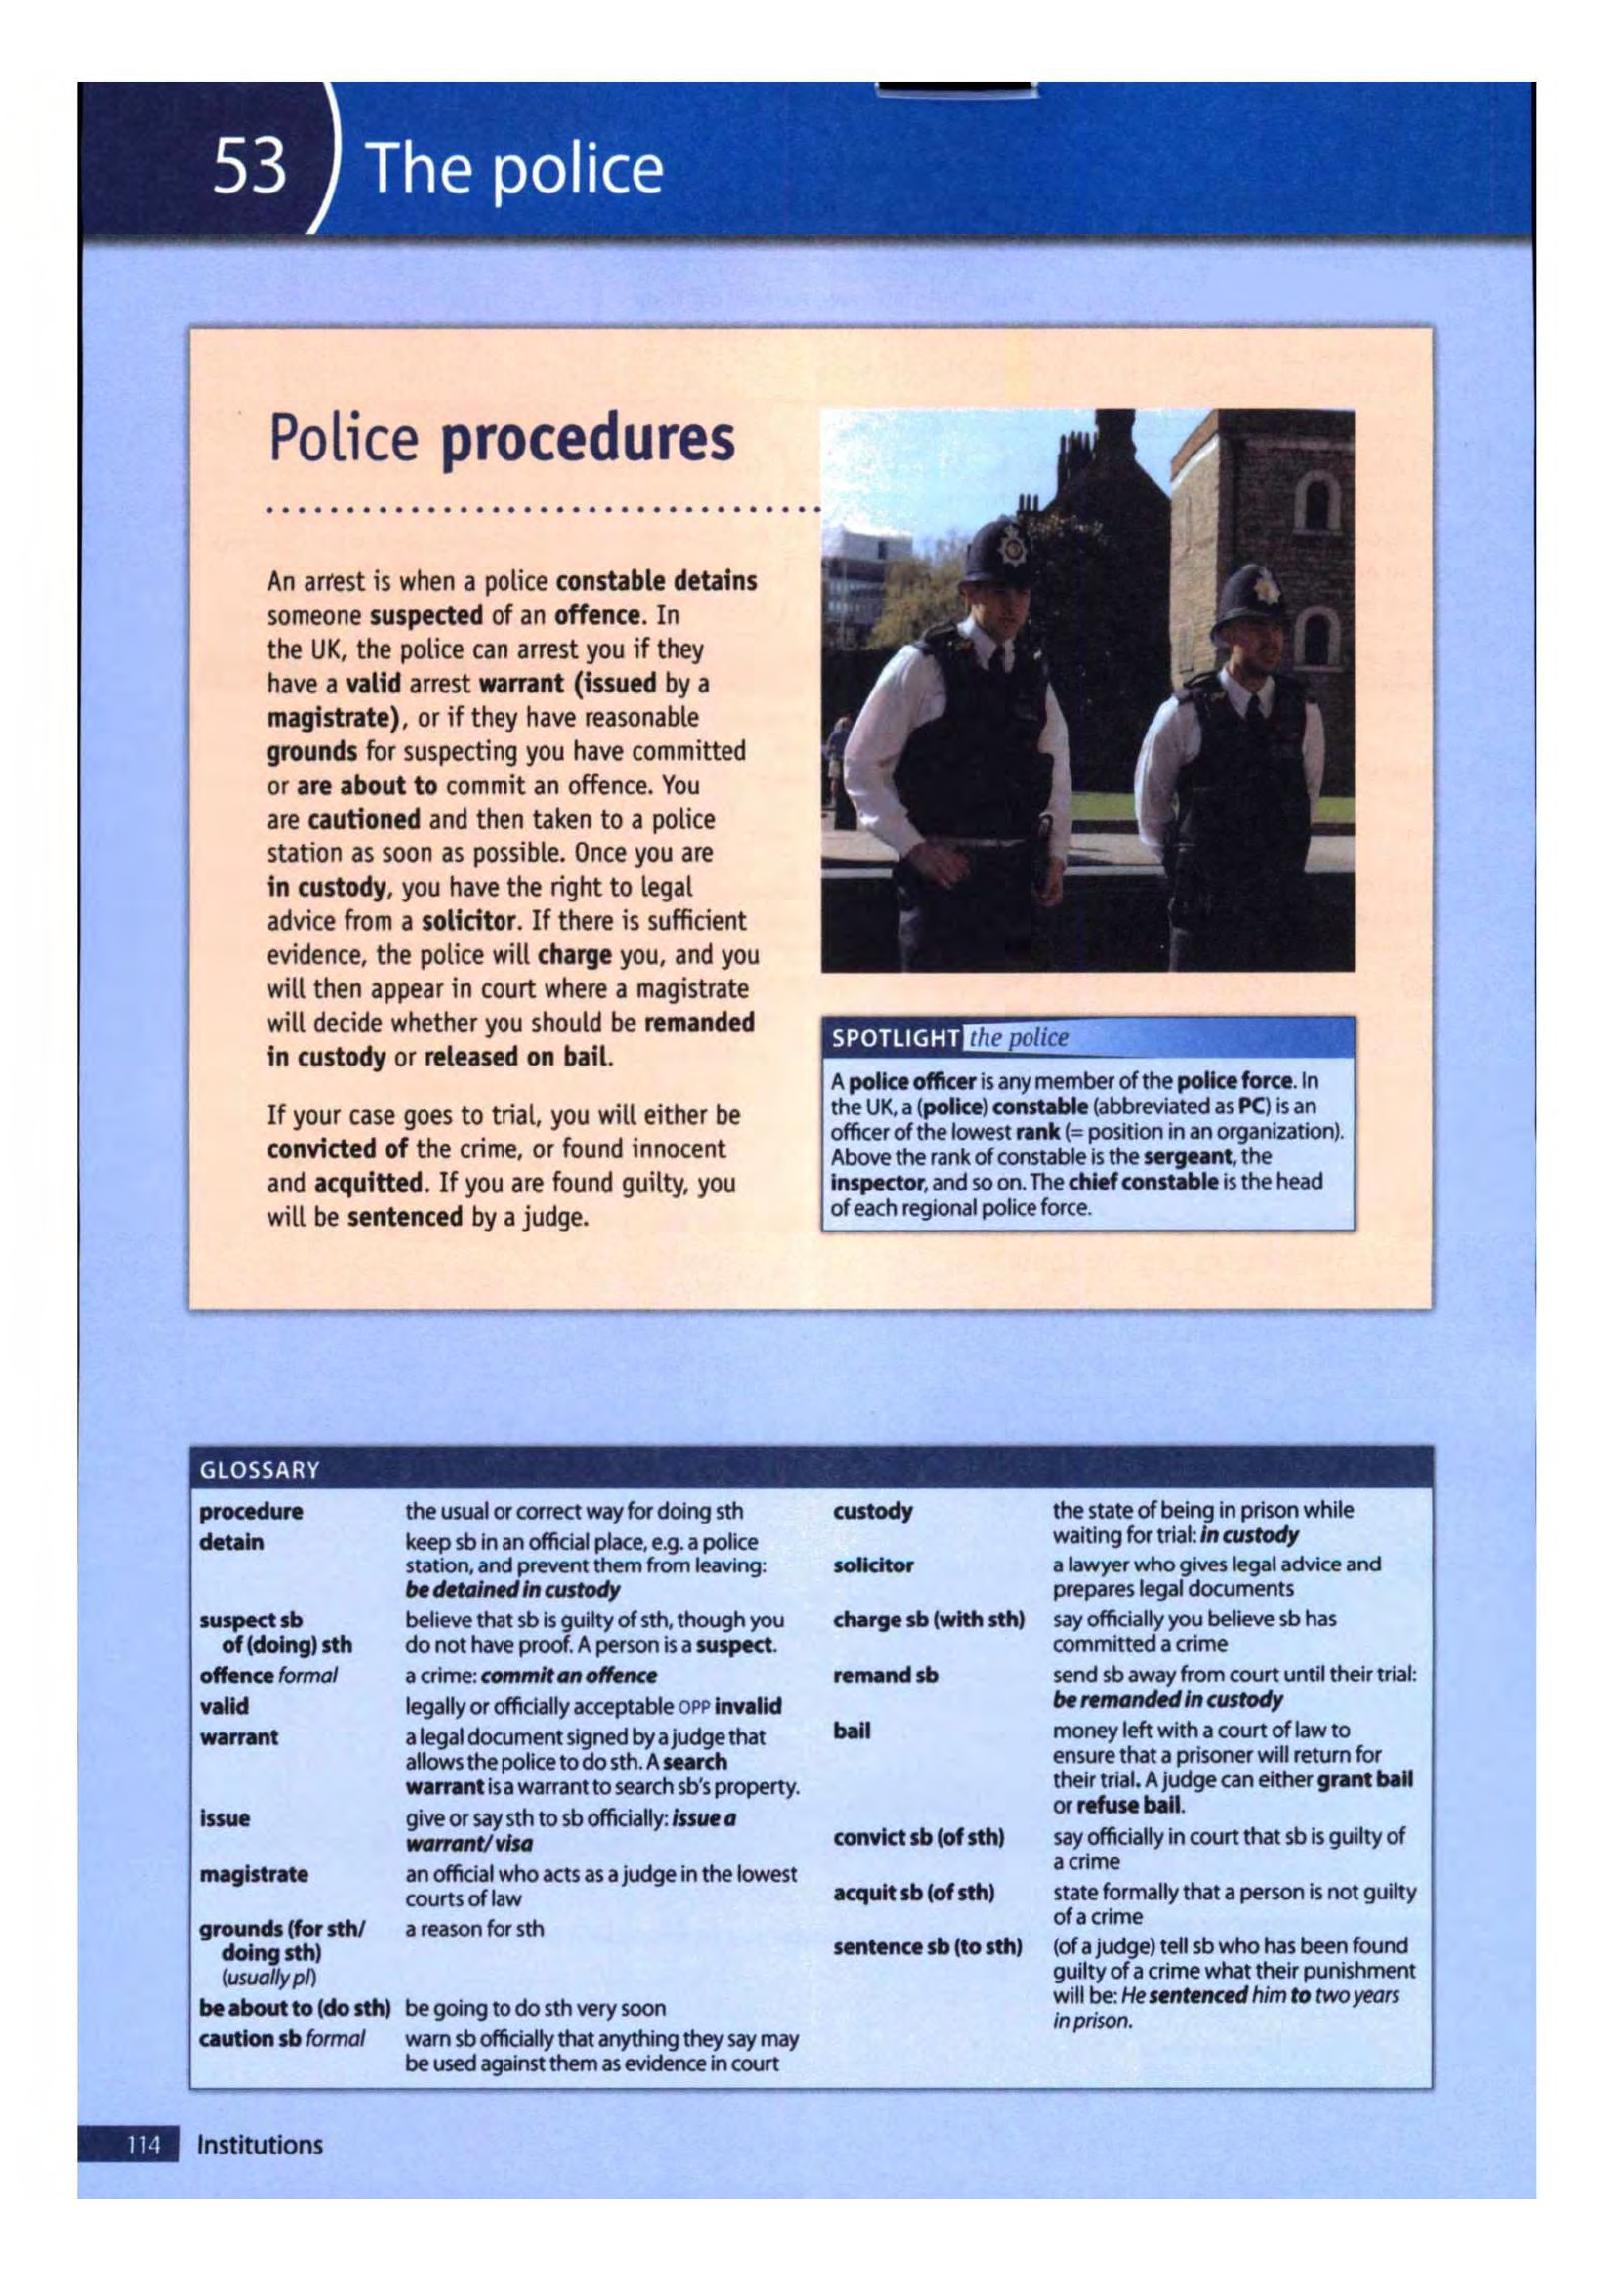 53
The police
Police procedures
An arrest is when a police constable detains
someone suspected of an offence. In
the UK, the police can arrest you if they
have a valid arrest warrant (issued by a
magistrate), or if they have reasonable
grounds for suspecting you have committed
or are about to commit an offence. You
are cautioned and then taken to a police
station as soon as possible. Once you are
in custody, you have the right to legal
advice from a solicitor. If there is sufficient
evidence, the police will charge you, and you
will then appear in court where a magistrate
will decide whether you should be remanded
in custody or released on bail.
If your case goes to trial, you will either be
convicted of the crime, or found innocent
and acquitted. If you are found guilty, you
will be sentenced by a judge.
SPOTLIGHT the police
A police officer is any member of the police force. In
the UK, a (police) constable (abbreviated as PC) is an
officer of the lowest rank (= position in an organization).
Above the rank of constable is the sergeant, the
inspector, and so on. The chief constable is the head
of each regional police force.
GLOSSARY
procedure the usual or correct way for doing sth
detain keep sb in an official place, e.g. a police
station, and prevent them from leaving:
be detained in custody
suspect sb believe that sb is guilty of sth, though you
of (doing) sth do not have proof. A person is a suspect.
offence formal a crime: commit an offence
valid legally or officially acceptable OPP invalid
warrant a legal document signed by a judge that
allows the police to do sth. A search
warrant is a warrant to search sb's property.
issue give or say sth to sb officially: issue a
warrant/visa
magistrate an official who acts as a judge in the lowest
courts of law
grounds (for sth/ a reason for sth
doing sth)
(usually pl)
be about to (do sth) be going to do sth very soon
caution sb formal warn sb officially that anything they say may
be used against them as evidence in court
custody the state of being in prison while
waiting for trial: in custody
solicitor a lawyer who gives legal advice and
prepares legal documents
charge sb (with sth) say officially you believe sb has
committed a crime
remand sb send sb away from court until their trial:
be remanded in custody
bail money left with a court of law to
ensure that a prisoner will return for
their trial. A judge can either grant bail
or refuse bail.
convict sb (of sth) say officially in court that sb is guilty of
a crime
acquit sb (of sth) state formally that a person is not guilty
of a crime
sentence sb (to sth) (of a judge) tell sb who has been found
guilty of a crime what their punishment
will be: He sentenced him to two years
in prison.
114 Institutions